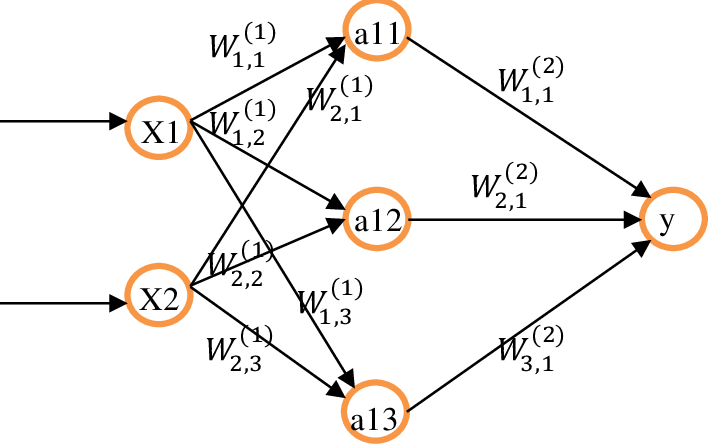 a11
W_{1,1}^{(1)}
W_{1,1}^{(2)}
W_{2,1}^{(1)}
W_{1,2}^{(1)}
X1
W_{2,1}^{(2)}
a12
y
W_{2,2}^{(1)}
X2
W_{1,3}^{(1)}
W_{2,3}^{(1)}
W_{3,1}^{(2)}
a13